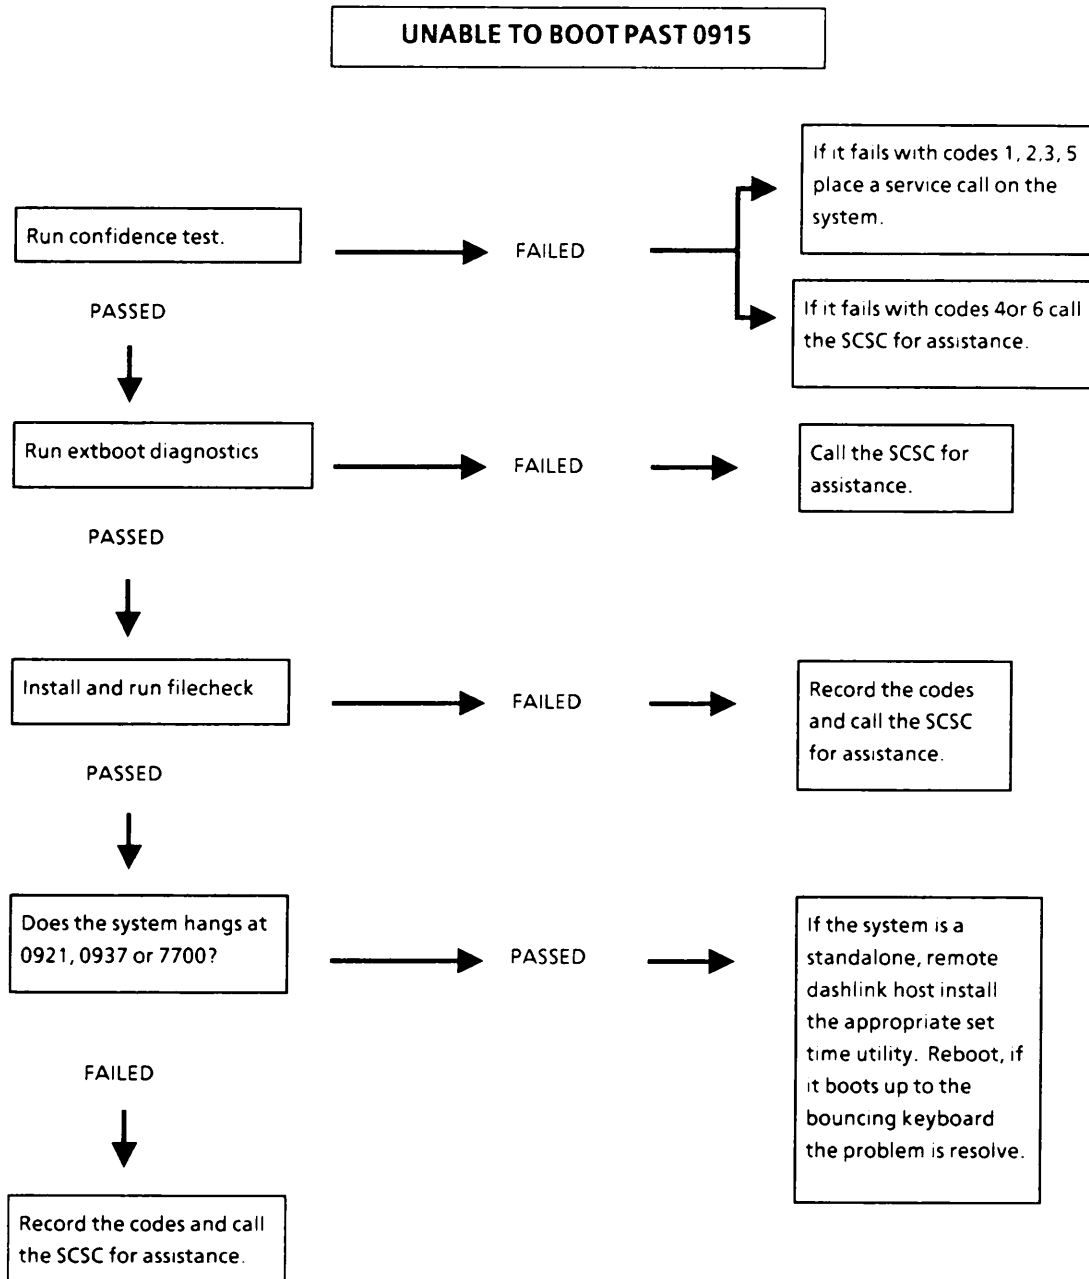 UNABLE TO BOOT PAST 0915
Run confidence test.
FAILED
If it fails with codes 1, 2,3, 5
place a service call on the
system.
If it fails with codes 4or 6 call
the SCSC for assistance.
PASSED
Run extboot diagnostics
FAILED
Call the SCSC for
assistance.
PASSED
Install and run filecheck
FAILED
Record the codes
and call the SCSC
for assistance.
PASSED
Does the system hangs at
0921, 0937 or 7700?
PASSED
If the system is a
standalone, remote
dashlink host install
the appropriate set
time utility. Reboot, if
it boots up to the
bouncing keyboard
the problem is resolve.
FAILED
Record the codes and call
the SCSC for assistance.